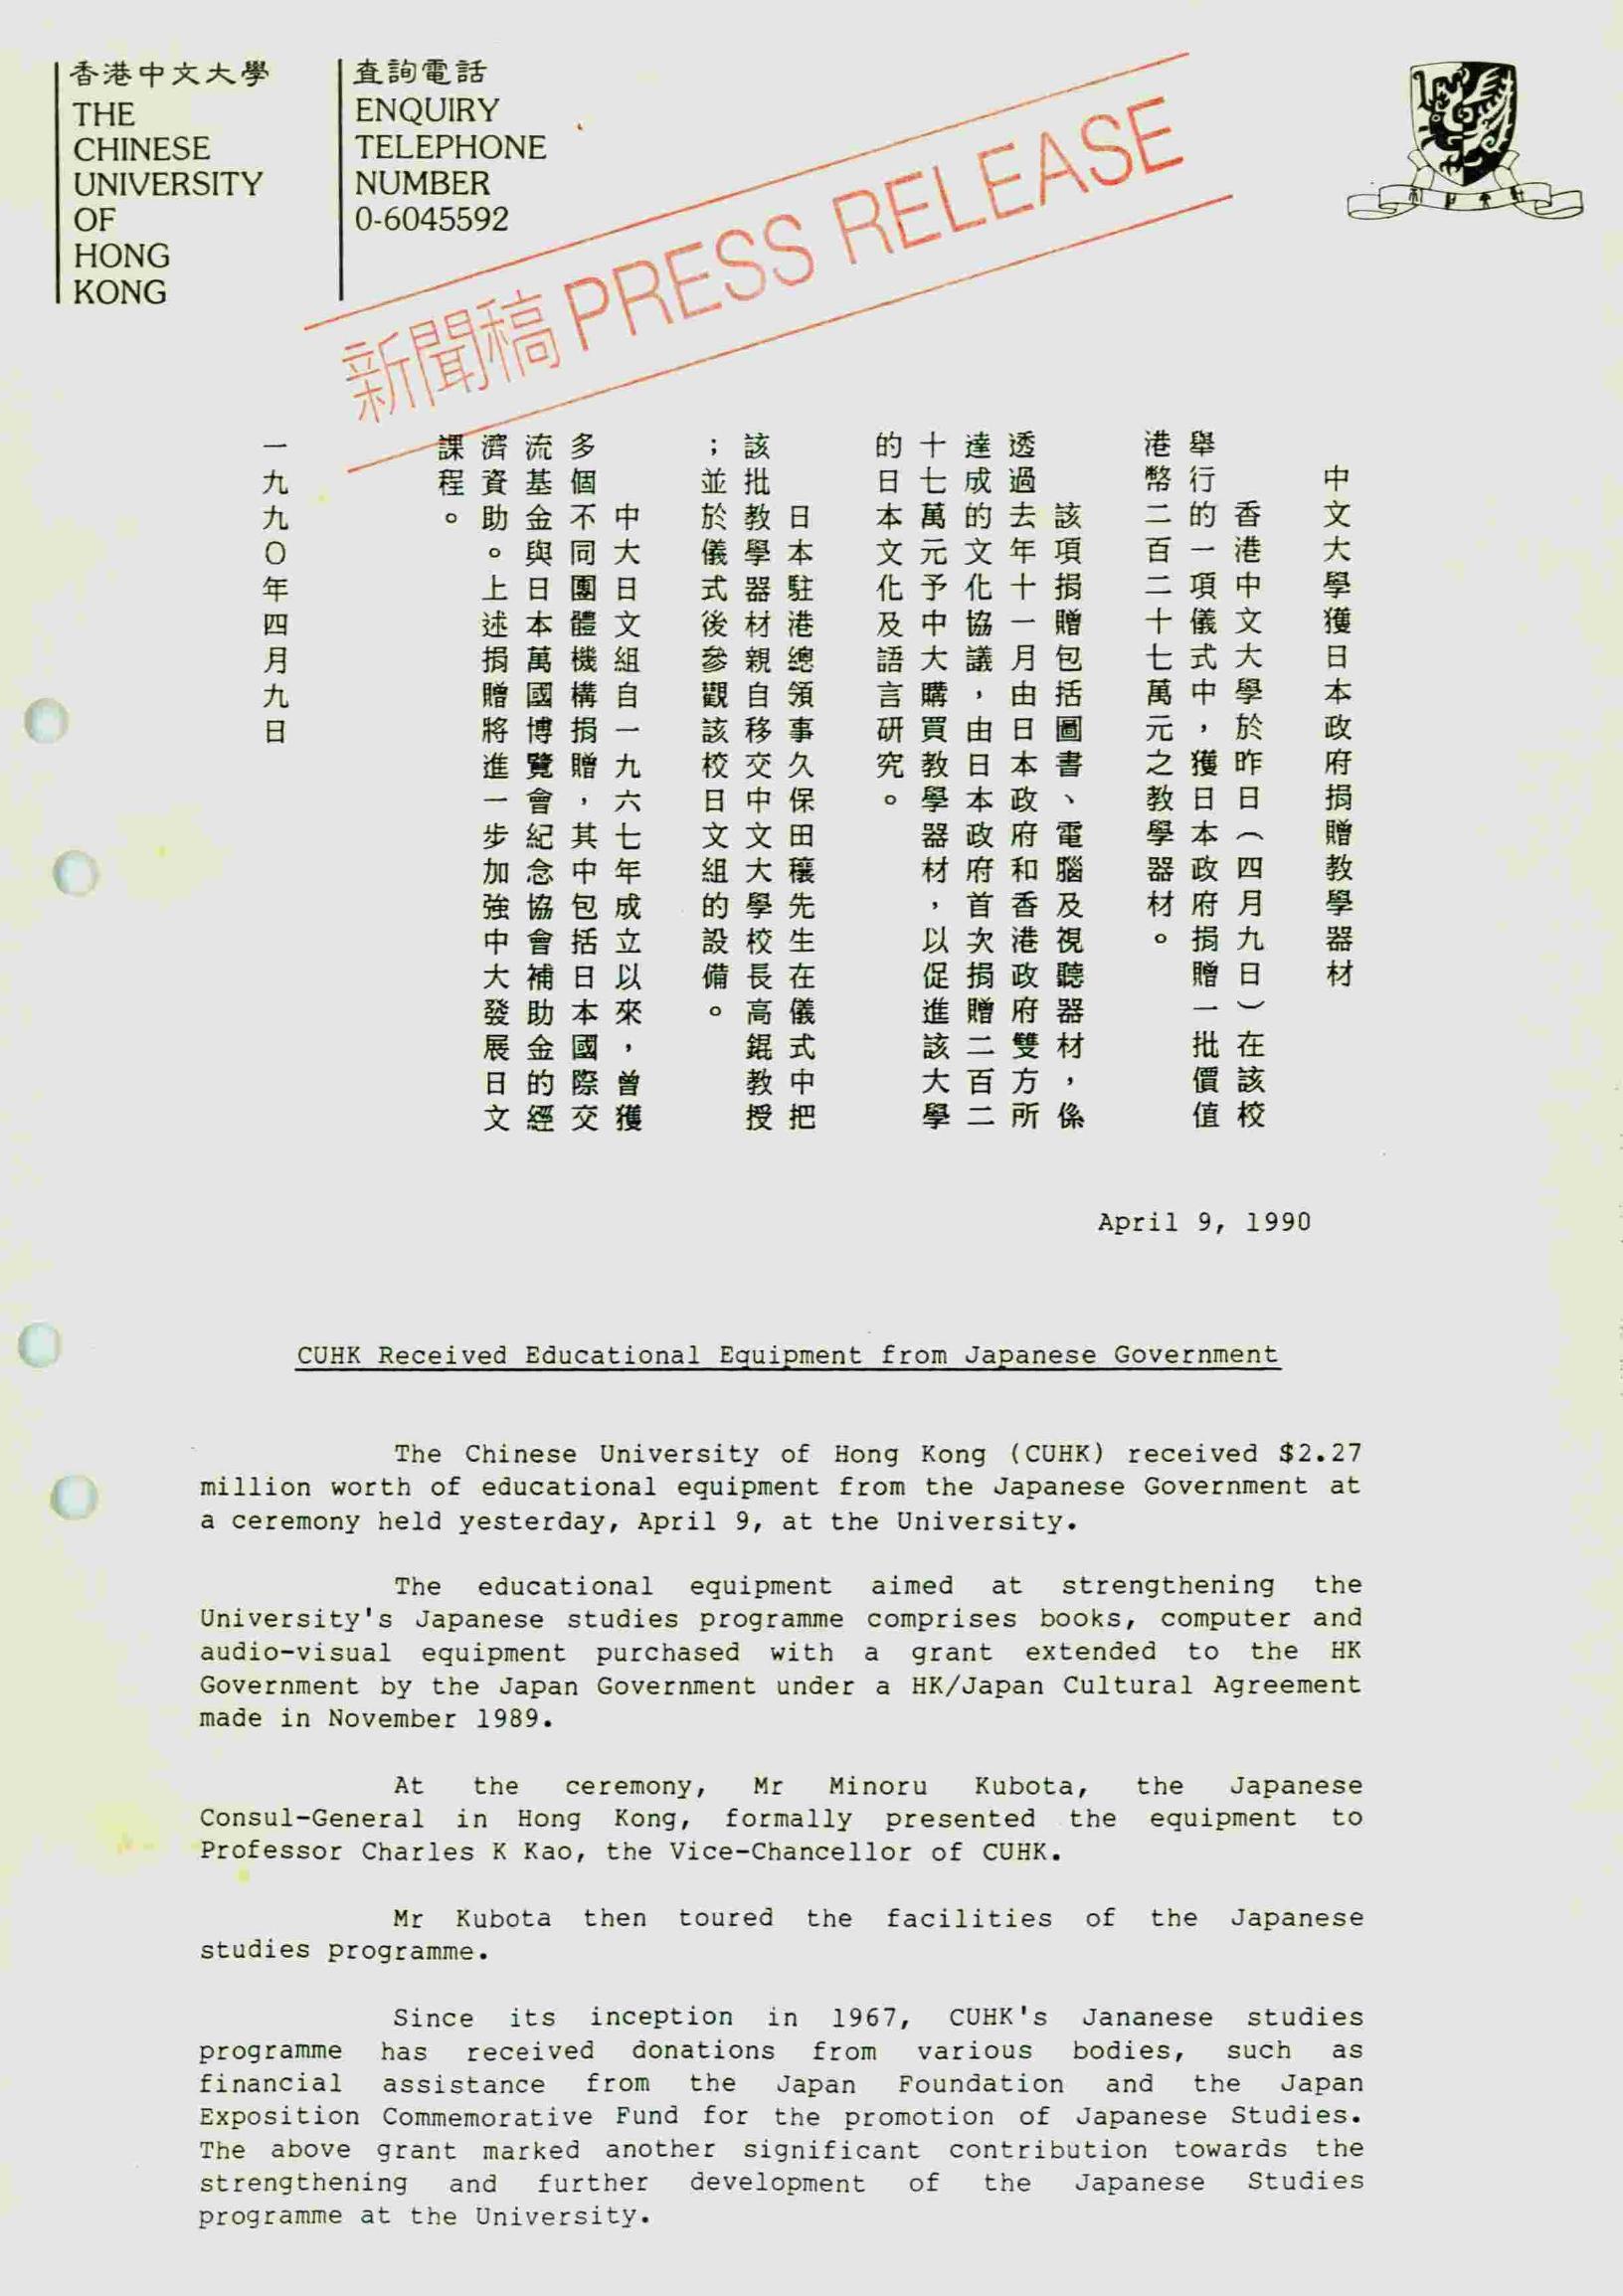 香港中文大學
THE
CHINESE
UNIVERSITY
OF
HONG
KONG
查詢電話
ENQUIRY
TELEPHONE
NUMBER
0-6045592
新聞稿 PRESS RELEASE
中文大學獲日本政府捐贈教學器材
香港中文大學於昨日（四月九日）在該校
舉行的一項儀式中，獲日本政府捐贈一批價值
港幣二百二十七萬元之教學器材。
該項捐贈包括圖書、電腦及視聽器材，係
透過去年十一月由日本政府和香港政府雙方所
達成的文化協議，由日本政府首次捐贈二百二
十七萬元予中大購買教學器材，以促進該大學
的日本文化及語言研究。
日本駐港總領事久保田穰先生在儀式中把
該批教學器材親自移交中文大學校長高錕教授
；並於儀式後參觀該校日文組的設備。
中大日文組自一九六七年成立以來，曾獲
多個不同團體機構捐贈，其中包括日本國際交
流基金與日本萬國博覽會紀念協會補助金的經
濟資助。上述捐贈將進一步加強中大發展日文
課程。
一九九０年四月九日
April 9, 1990
CUHK Received Educational Equipment from Japanese Government
The Chinese University of Hong Kong (CUHK) received $2.27
million worth of educational equipment from the Japanese Government at
a ceremony held yesterday, April 9, at the University.
The educational equipment aimed at strengthening the
University's Japanese studies programme comprises books, computer and
audio-visual equipment purchased with a grant extended to the HK
Government by the Japan Government under a HK/Japan Cultural Agreement
made in November 1989.
At the ceremony, Mr Minoru Kubota, the Japanese
Consul-General in Hong Kong, formally presented the equipment to
Professor Charles K Kao, the Vice-Chancellor of CUHK.
Mr Kubota then toured the facilities of the Japanese
studies programme.
Since its inception in 1967, CUHK's Jananese studies
programme has received donations from various bodies, such as
financial assistance from the Japan Foundation and the Japan
Exposition Commemorative Fund for the promotion of Japanese Studies.
The above grant marked another significant contribution towards the
strengthening and further development of the Japanese Studies
programme at the University.